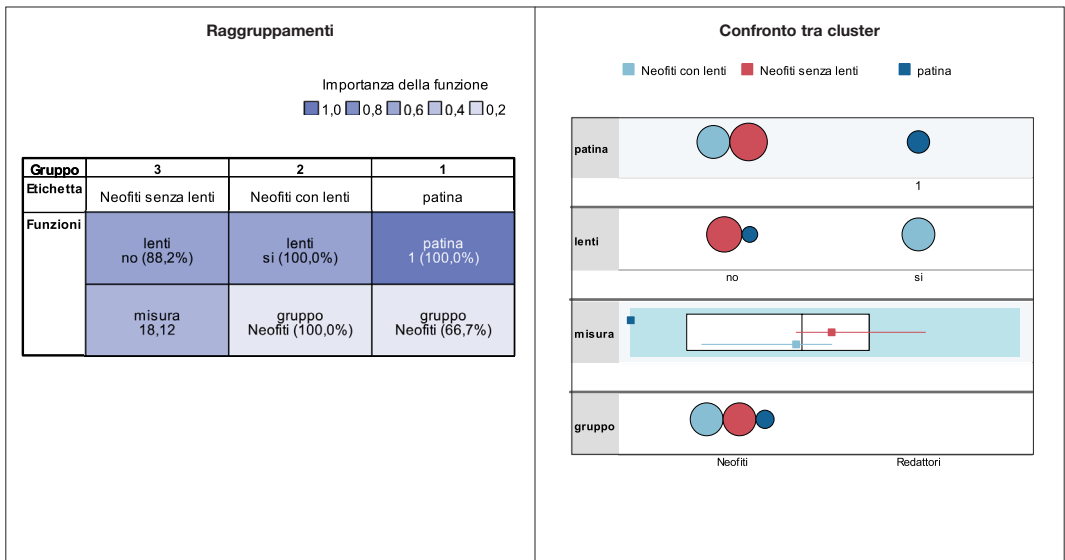 Raggruppamenti
Importanza della funzione
1,0 0,8 0,6 0,4 0,2
Gruppo 3 2 1
Etichetta Neofiti senza lenti Neofiti con lenti patina
Funzioni
lenti lenti patina
no (88,2%) si (100,0%) 1 (100,0%)
misura gruppo gruppo
18,12 Neofiti (100,0%) Neofiti (66,7%)
Confronto tra cluster
Neofiti con lenti Neofiti senza lenti patina
patina
1
lenti
no si
misura
gruppo
Neofiti Redattori